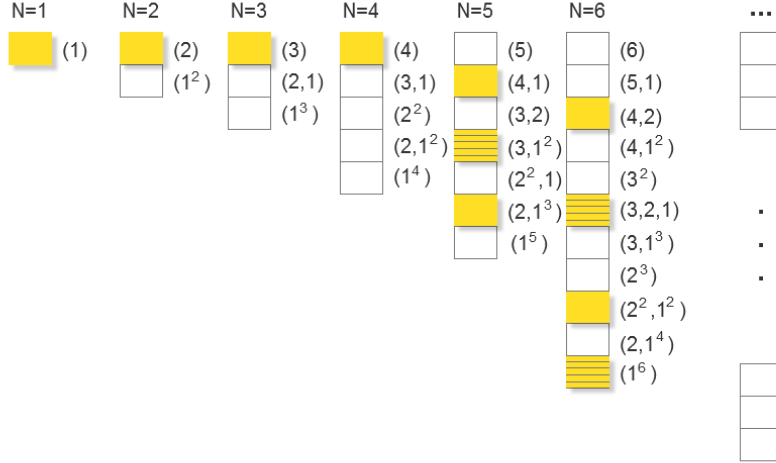 N=1 N=2 N=3 N=4 N=5 N=6 ...
(1) (2) (3) (4) (5) (6)
(1²) (2,1) (3,1) (4,1) (5,1)
(1³) (2²) (3,2) (4,2)
(2,1²) (3,1²) (4,1²)
(1⁴) (2²,1) (3²)
(2,1³) (3,2,1)
(1⁵) (3,1³)
(2³)
(2²,1²)
(2,1⁴)
(1⁶)